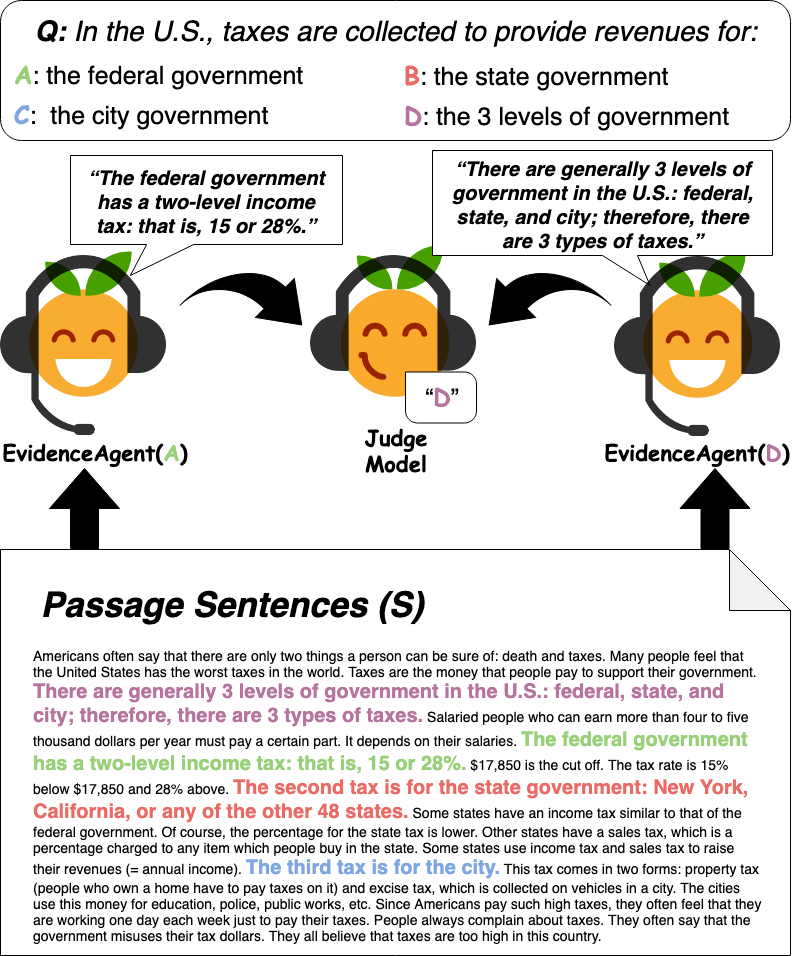 Q: In the U.S., taxes are collected to provide revenues for:
A: the federal government
B: the state government
C: the city government
D: the 3 levels of government
“The federal government
has a two-level income
tax: that is, 15 or 28%.”
“There are generally 3 levels of
government in the U.S.: federal,
state, and city; therefore, there
are 3 types of taxes.”
“D”
EvidenceAgent(A)
Judge
Model
EvidenceAgent(D)
Passage Sentences (S)
Americans often say that there are only two things a person can be sure of: death and taxes. Many people feel that
the United States has the worst taxes in the world. Taxes are the money that people pay to support their government.
There are generally 3 levels of government in the U.S.: federal, state, and
city; therefore, there are 3 types of taxes. Salaried people who can earn more than four to five
thousand dollars per year must pay a certain part. It depends on their salaries. The federal government
has a two-level income tax: that is, 15 or 28%. $17,850 is the cut off. The tax rate is 15%
below $17,850 and 28% above. The second tax is for the state government: New York,
California, or any of the other 48 states. Some states have an income tax similar to that of the
federal government. Of course, the percentage for the state tax is lower. Other states have a sales tax, which is a
percentage charged to any item which people buy in the state. Some states use income tax and sales tax to raise
their revenues (= annual income). The third tax is for the city. This tax comes in two forms: property tax
(people who own a home have to pay taxes on it) and excise tax, which is collected on vehicles in a city. The cities
use this money for education, police, public works, etc. Since Americans pay such high taxes, they often feel that they
are working one day each week just to pay their taxes. People always complain about taxes. They often say that the
government misuses their tax dollars. They all believe that taxes are too high in this country.